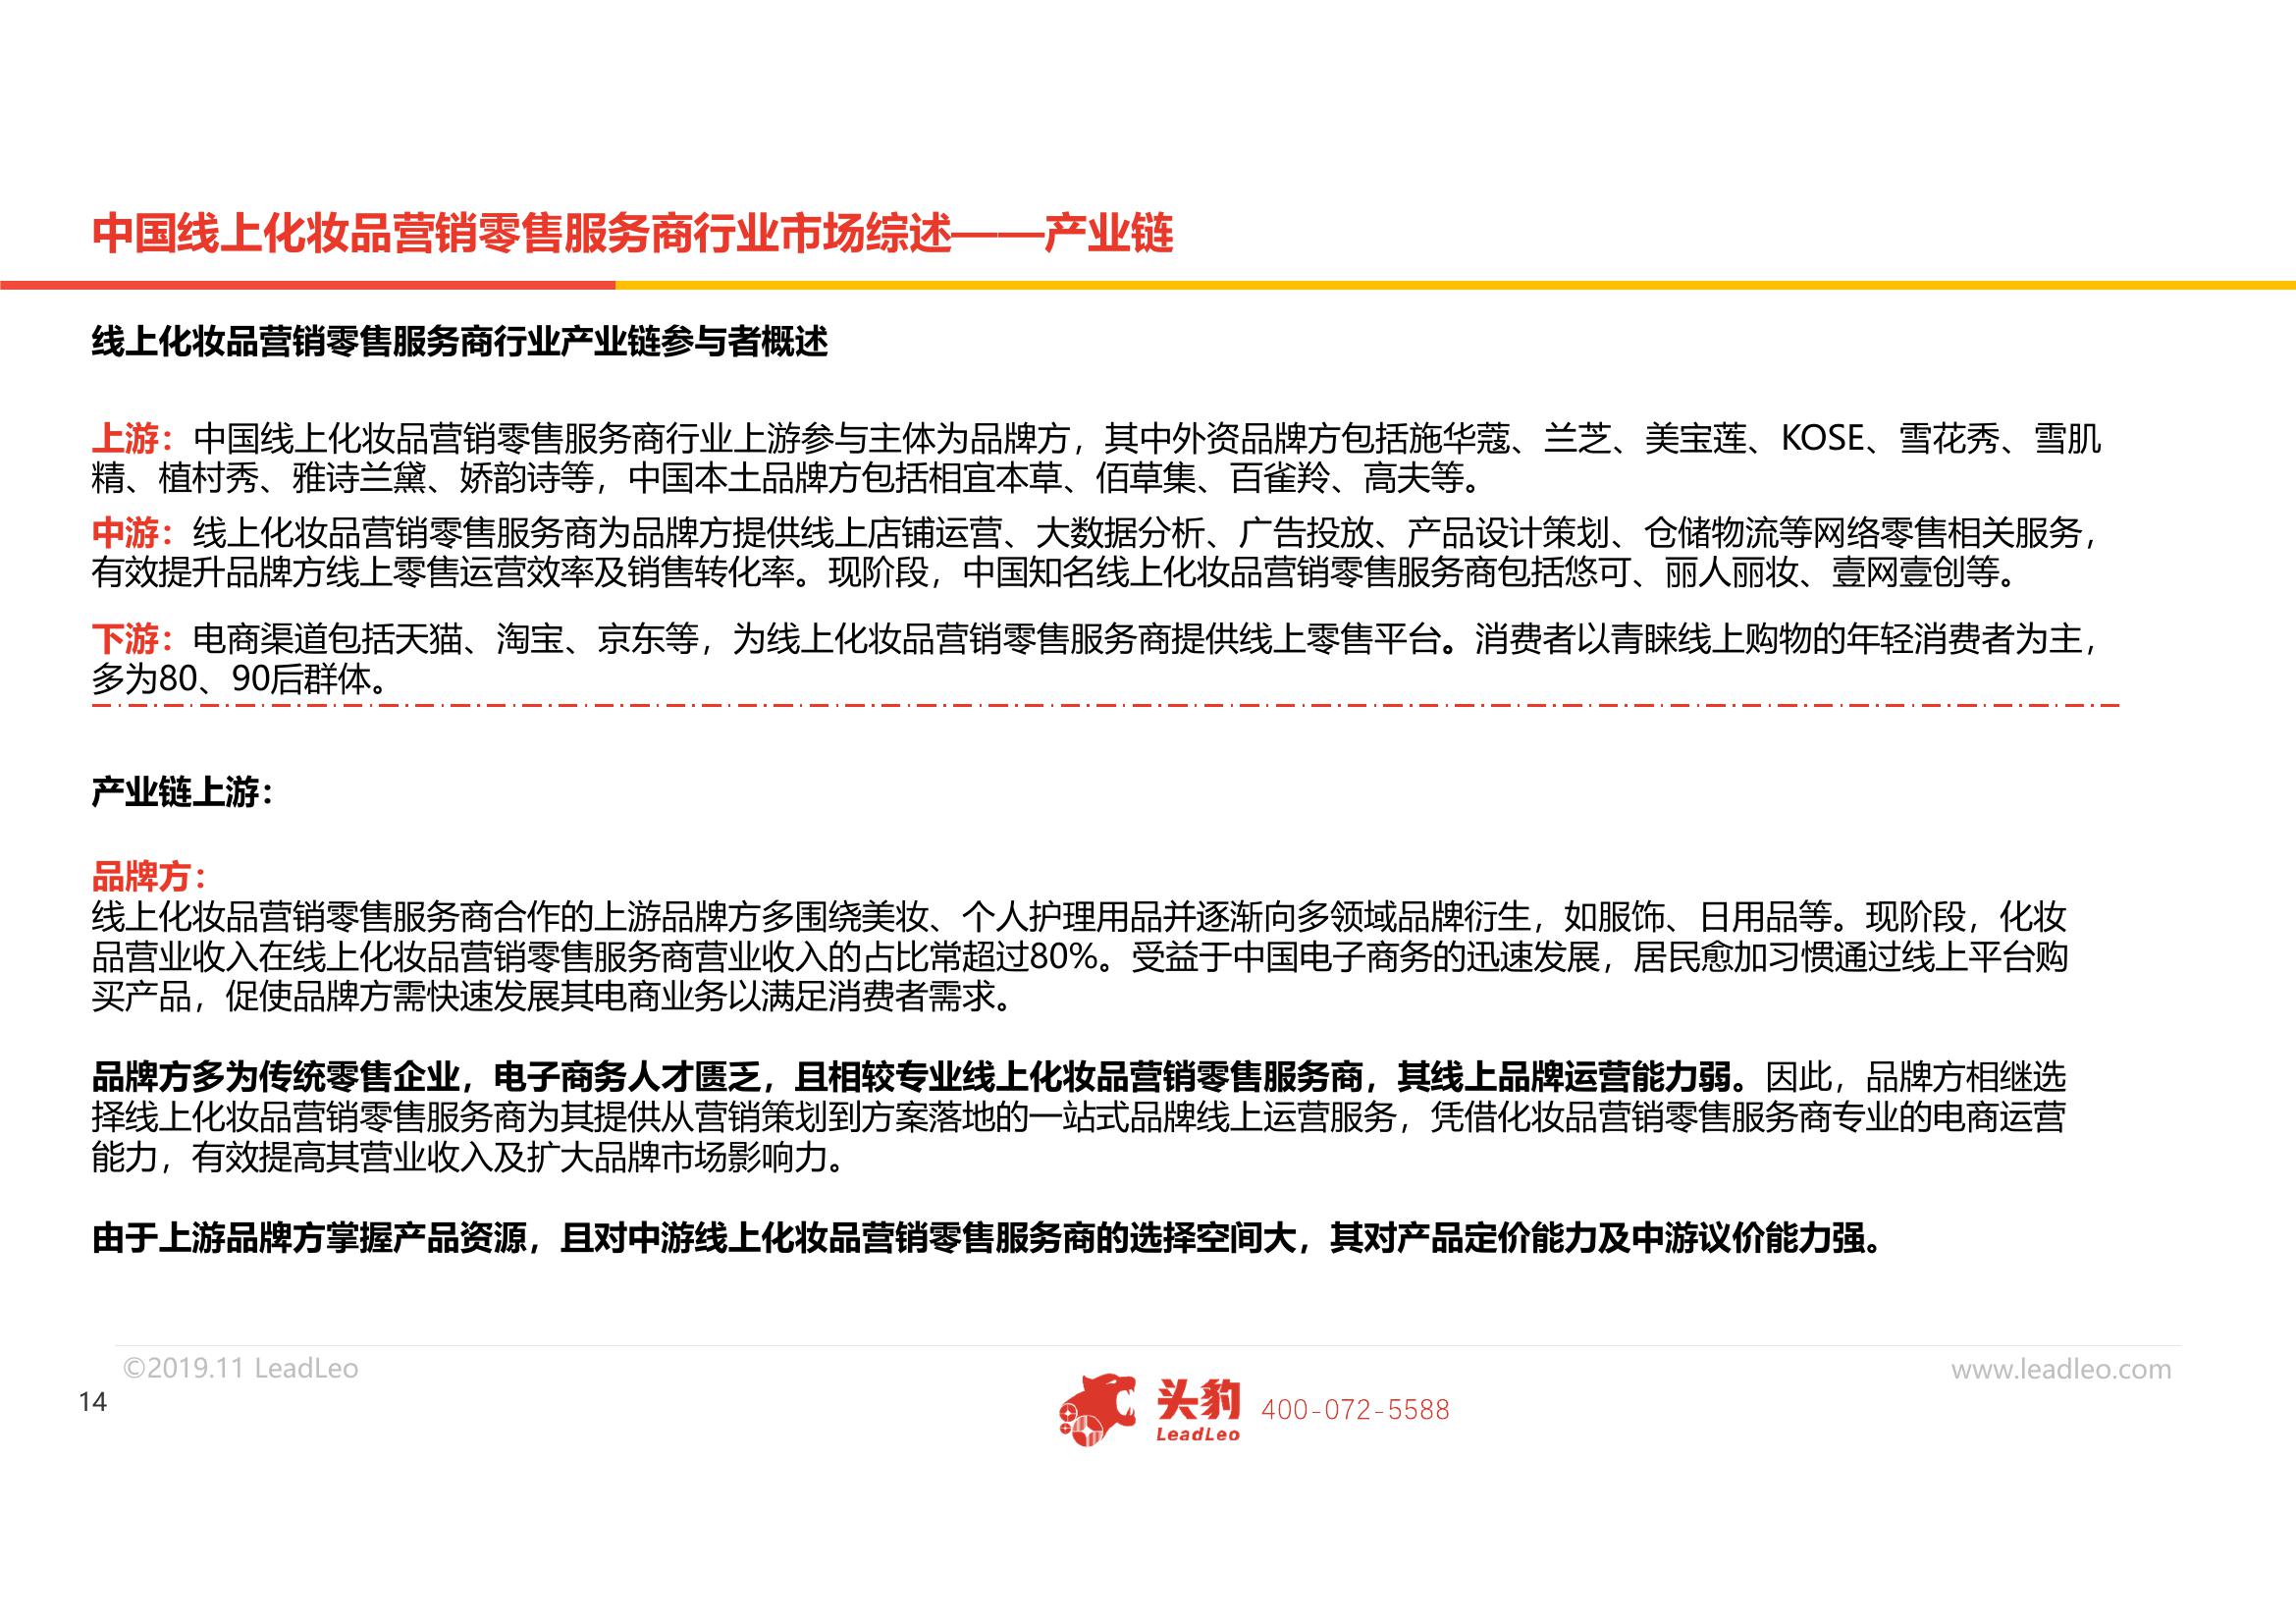 中国线上化妆品营销零售服务商行业市场综述——产业链
线上化妆品营销零售服务商行业产业链参与者概述
上游：中国线上化妆品营销零售服务商行业上游参与主体为品牌方，其中外资品牌方包括施华蔻、兰芝、美宝莲、KOSE、雪花秀、雪肌
精、植村秀、雅诗兰黛、娇韵诗等，中国本土品牌方包括相宜本草、佰草集、百雀羚、高夫等。
中游：线上化妆品营销零售服务商为品牌方提供线上店铺运营、大数据分析、广告投放、产品设计策划、仓储物流等网络零售相关服务，
有效提升品牌方线上零售运营效率及销售转化率。现阶段，中国知名线上化妆品营销零售服务商包括悠可、丽人丽妆、壹网壹创等。
下游：电商渠道包括天猫、淘宝、京东等，为线上化妆品营销零售服务商提供线上零售平台。消费者以青睐线上购物的年轻消费者为主，
多为80、90后群体。
产业链上游：
品牌方：
线上化妆品营销零售服务商合作的上游品牌方多围绕美妆、个人护理用品并逐渐向多领域品牌衍生，如服饰、日用品等。现阶段，化妆
品营业收入在线上化妆品营销零售服务商营业收入的占比常超过80%。受益于中国电子商务的迅速发展，居民愈加习惯通过线上平台购
买产品，促使品牌方需快速发展其电商业务以满足消费者需求。
品牌方多为传统零售企业，电子商务人才匮乏，且相较专业线上化妆品营销零售服务商，其线上品牌运营能力弱。因此，品牌方相继选
择线上化妆品营销零售服务商为其提供从营销策划到方案落地的一站式品牌线上运营服务，凭借化妆品营销零售服务商专业的电商运营
能力，有效提高其营业收入及扩大品牌市场影响力。
由于上游品牌方掌握产品资源，且对中游线上化妆品营销零售服务商的选择空间大，其对产品定价能力及中游议价能力强。
©2019.11 LeadLeo
www.leadleo.com
14
头豹
LeadLeo
400-072-5588